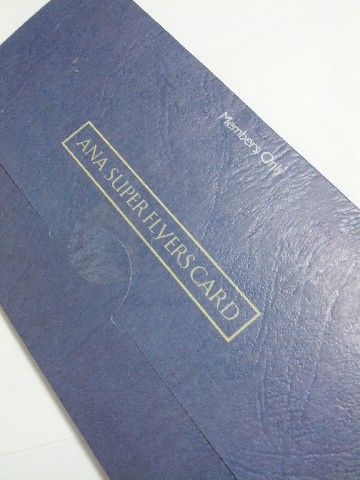 Members Only
ANA SUPER FLYERS CARD